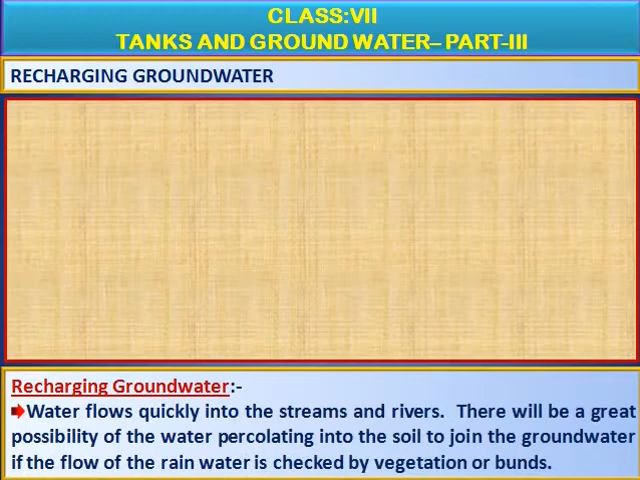 CLASS:VII
TANKS AND GROUND WATER– PART-III
RECHARGING GROUNDWATER
Recharging Groundwater:-
Water flows quickly into the streams and rivers. There will be a great
possibility of the water percolating into the soil to join the groundwater
if the flow of the rain water is checked by vegetation or bunds.